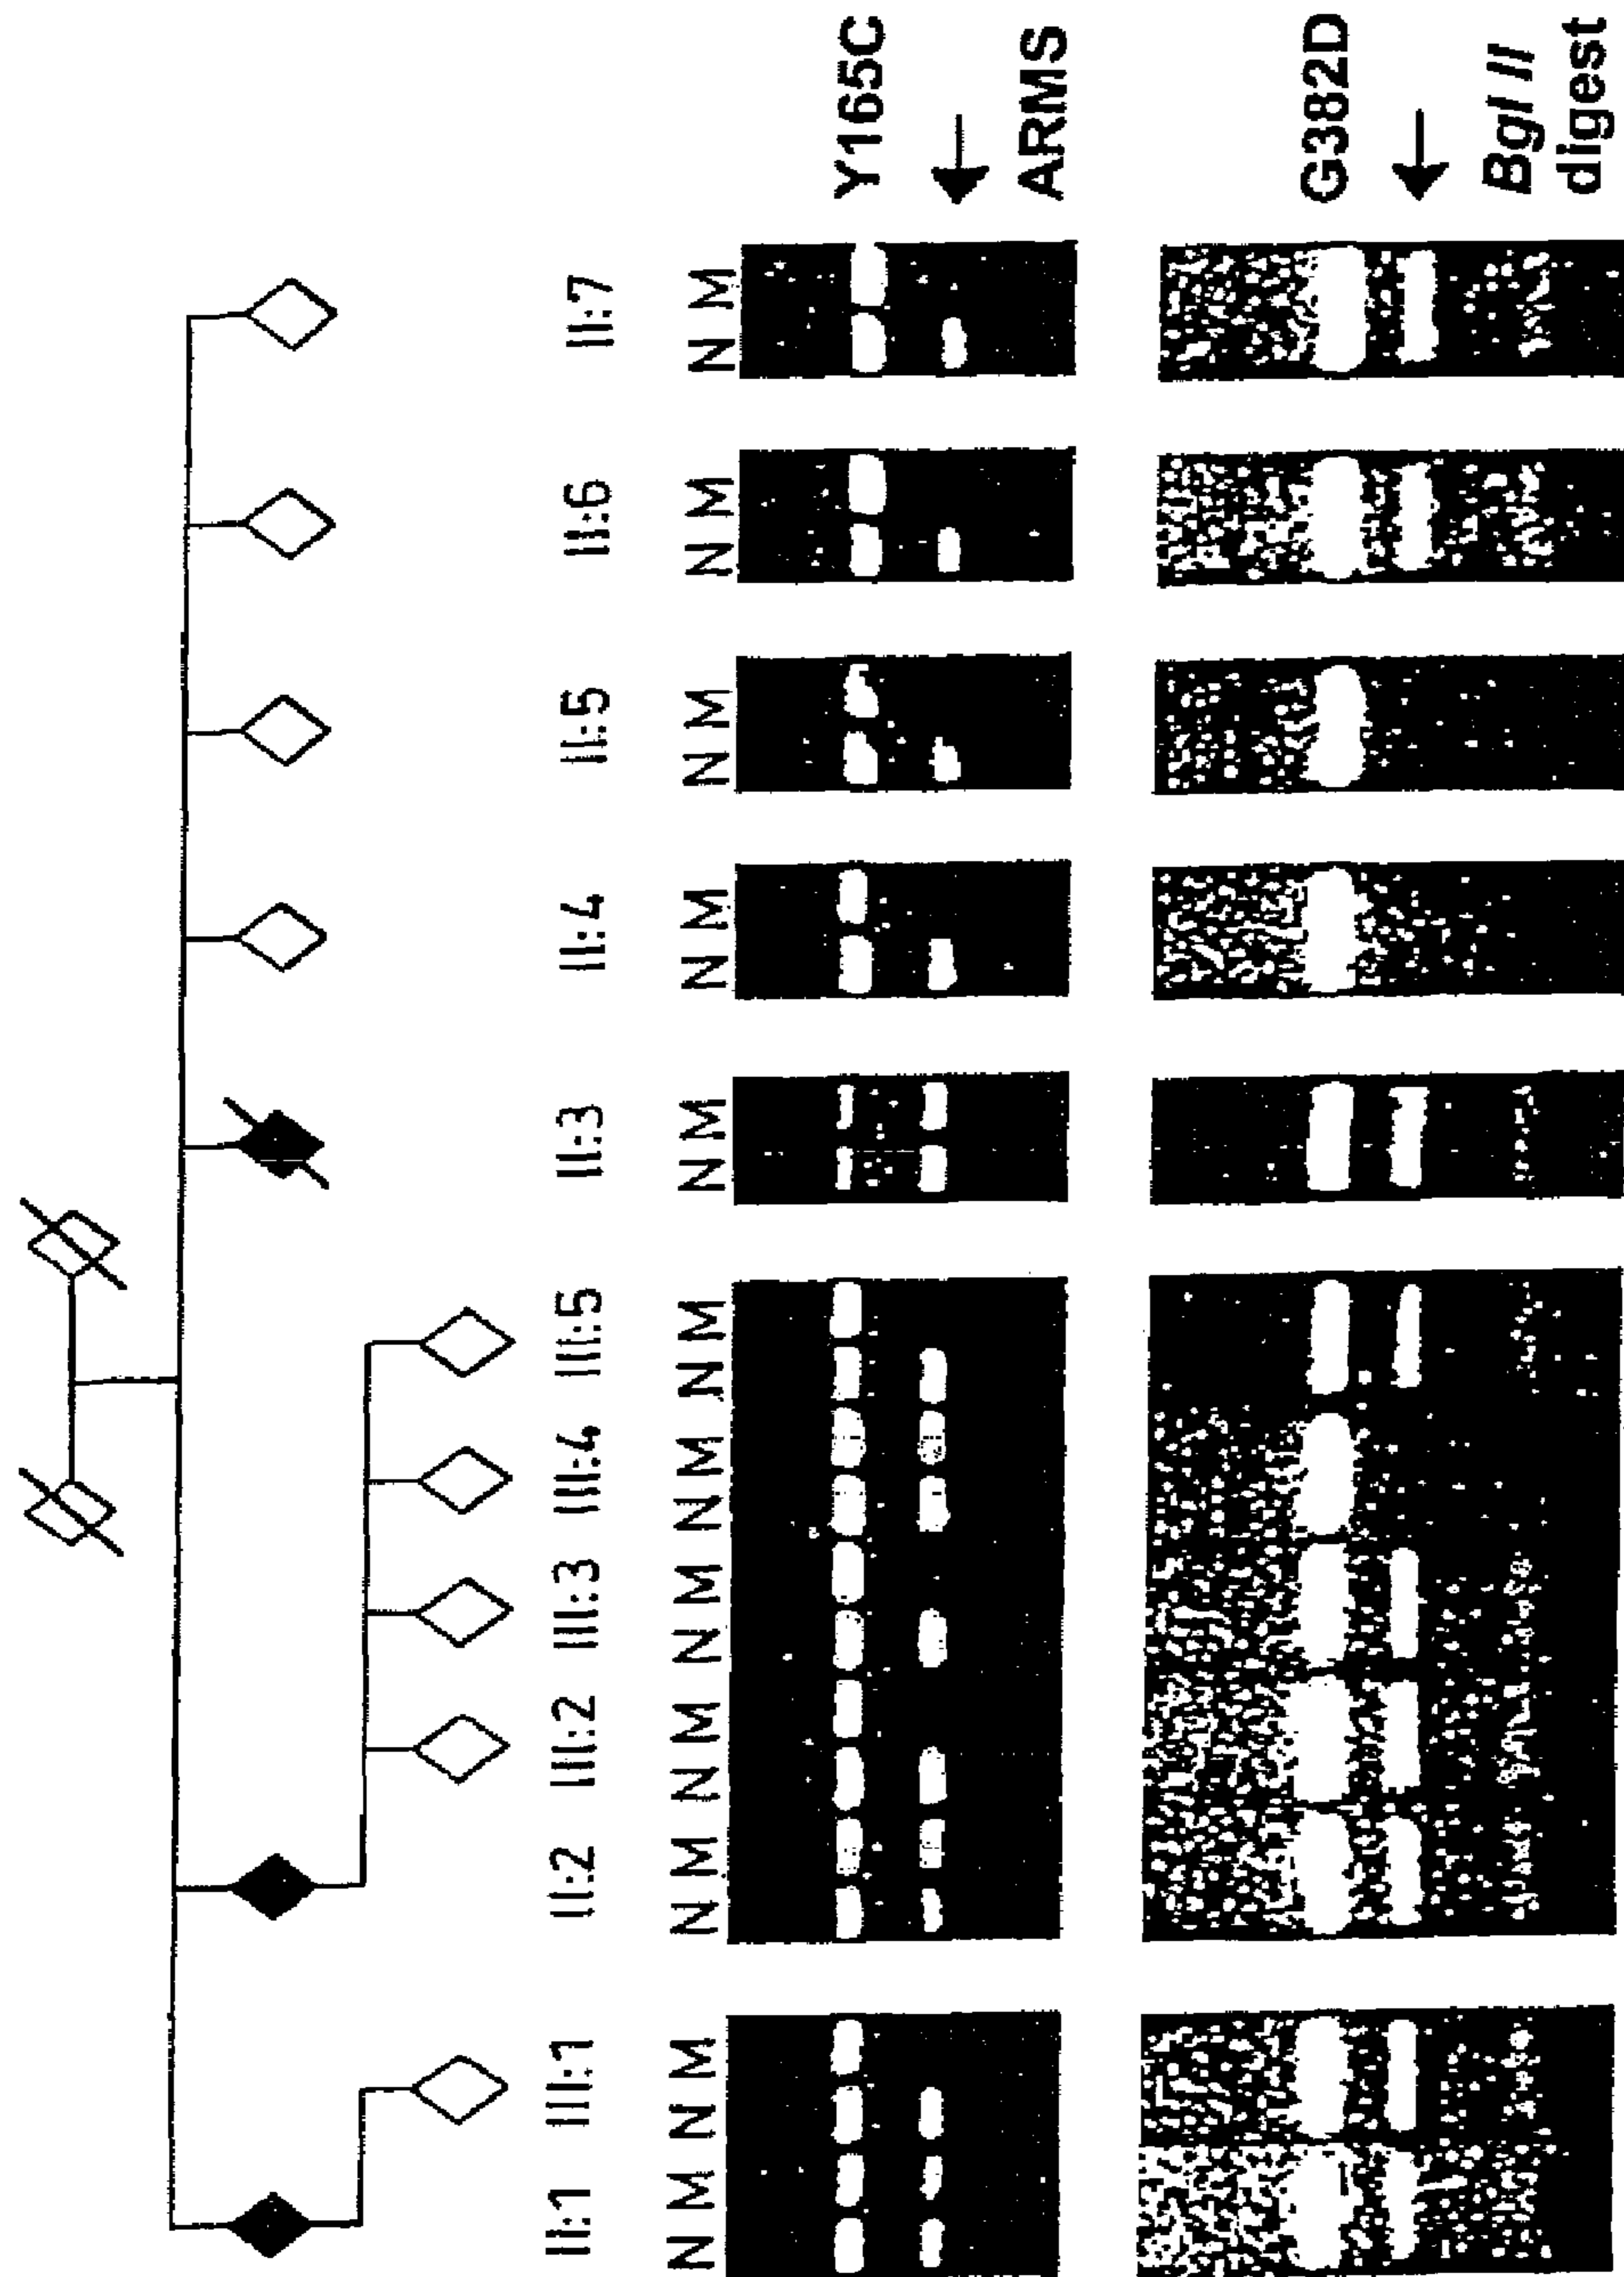 II:1 III:1 II:2 III:2 III:3 III:4 III:5 II:3 II:4 II:5 II:6 II:7
N M N M N M N M N M N M N M N M N M N M N M N M
Y165C
ARMS
G382D
Bgl II
digest